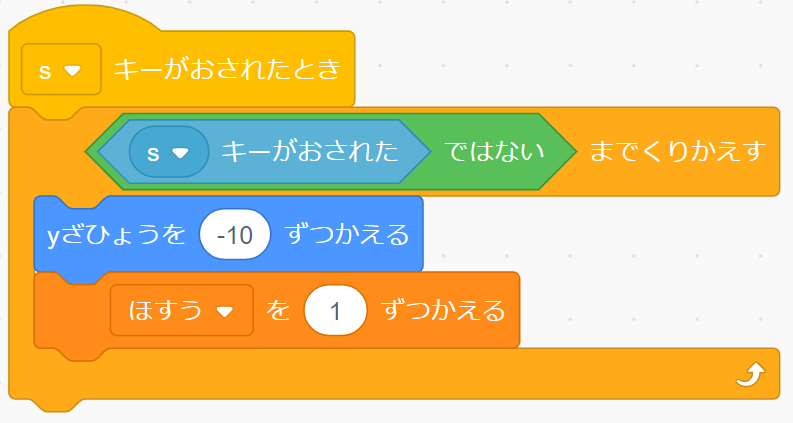 s キーがおされたとき
s キーがおされた ではない までくりかえす
yざひょうを -10 ずつかえる
ほすう を 1 ずつかえる